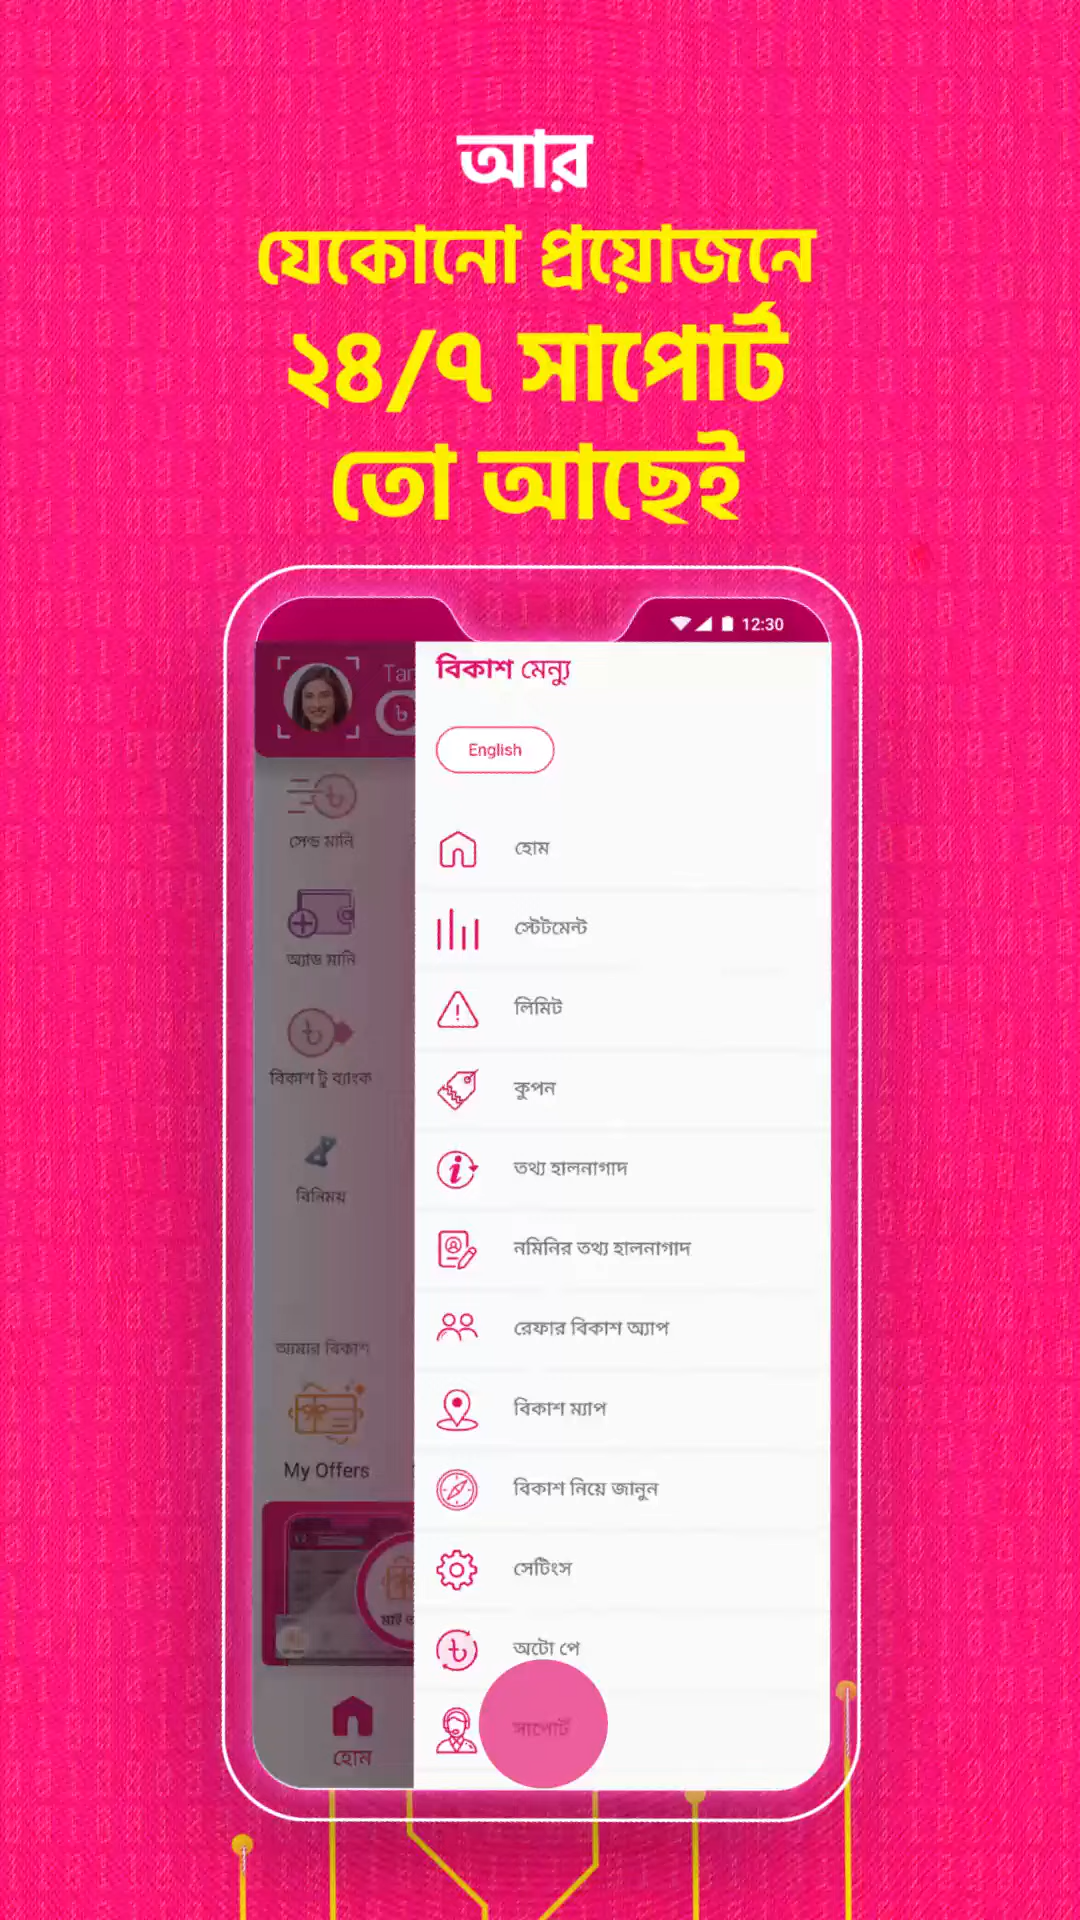 আর
যেকোনো প্রয়োজনে
২৪/৭ সাপোর্ট
তো আছেই
12:30
বিকাশ মেন্যু
English
হোম
স্টেটমেন্ট
লিমিট
কুপন
তথ্য হালনাগাদ
নমিনির তথ্য হালনাগাদ
রেফার বিকাশ অ্যাপ
বিকাশ ম্যাপ
বিকাশ নিয়ে জানুন
সেটিংস
অটো পে
সাপোর্ট
সেন্ড মানি
অ্যাড মানি
বিকাশ টু ব্যাংক
বিনিময়
আমার বিকাশ
My Offers
হোম